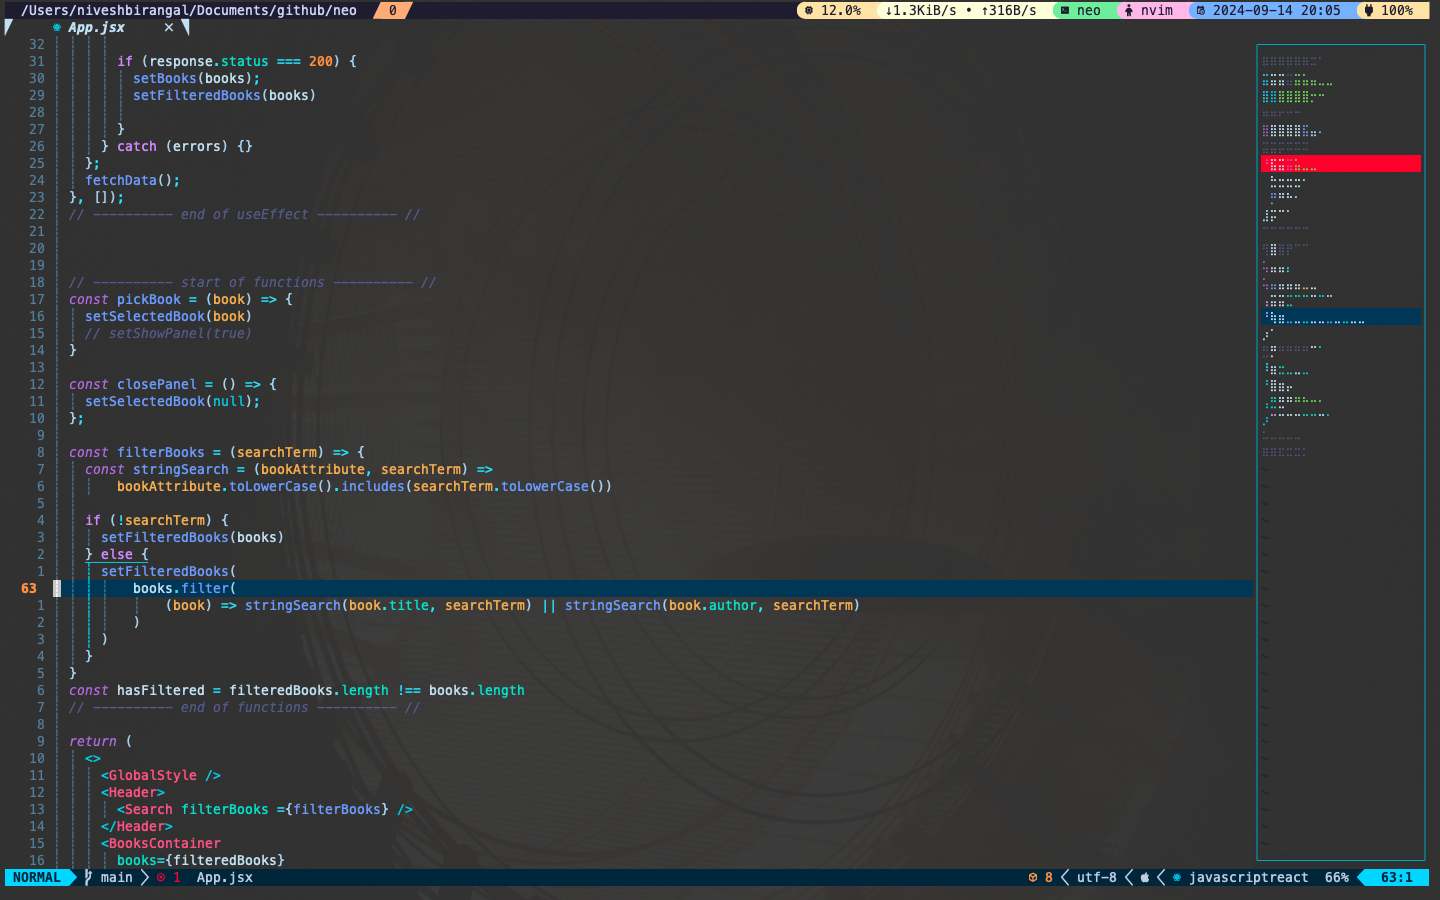 /Users/niveshbirangal/Documents/github/neo 0 12.0% ↓1.3KiB/s • ↑316B/s neo nvim 2024-09-14 20:05 100%
App.jsx ✕
32
31 if (response.status === 200) {
30 setBooks(books);
29 setFilteredBooks(books)
28
27 }
26 } catch (errors) {}
25 };
24 fetchData();
23 }, []);
22 // —————————— end of useEffect —————————— //
21
20
19
18 // —————————— start of functions —————————— //
17 const pickBook = (book) => {
16 setSelectedBook(book)
15 // setShowPanel(true)
14 }
13
12 const closePanel = () => {
11 setSelectedBook(null);
10 };
9
8 const filterBooks = (searchTerm) => {
7 const stringSearch = (bookAttribute, searchTerm) =>
6 bookAttribute.toLowerCase().includes(searchTerm.toLowerCase())
5
4 if (!searchTerm) {
3 setFilteredBooks(books)
2 } else {
1 setFilteredBooks(
63 books.filter(
1 (book) => stringSearch(book.title, searchTerm) || stringSearch(book.author, searchTerm)
2 )
3 )
4 }
5 }
6 const hasFiltered = filteredBooks.length !== books.length
7 // —————————— end of functions —————————— //
8
9 return (
10 <>
11 <GlobalStyle />
12 <Header>
13 <Search filterBooks ={filterBooks} />
14 </Header>
15 <BooksContainer
16 books={filteredBooks}
NORMAL main 1 App.jsx 8 utf-8 javascriptreact 66% 63:1